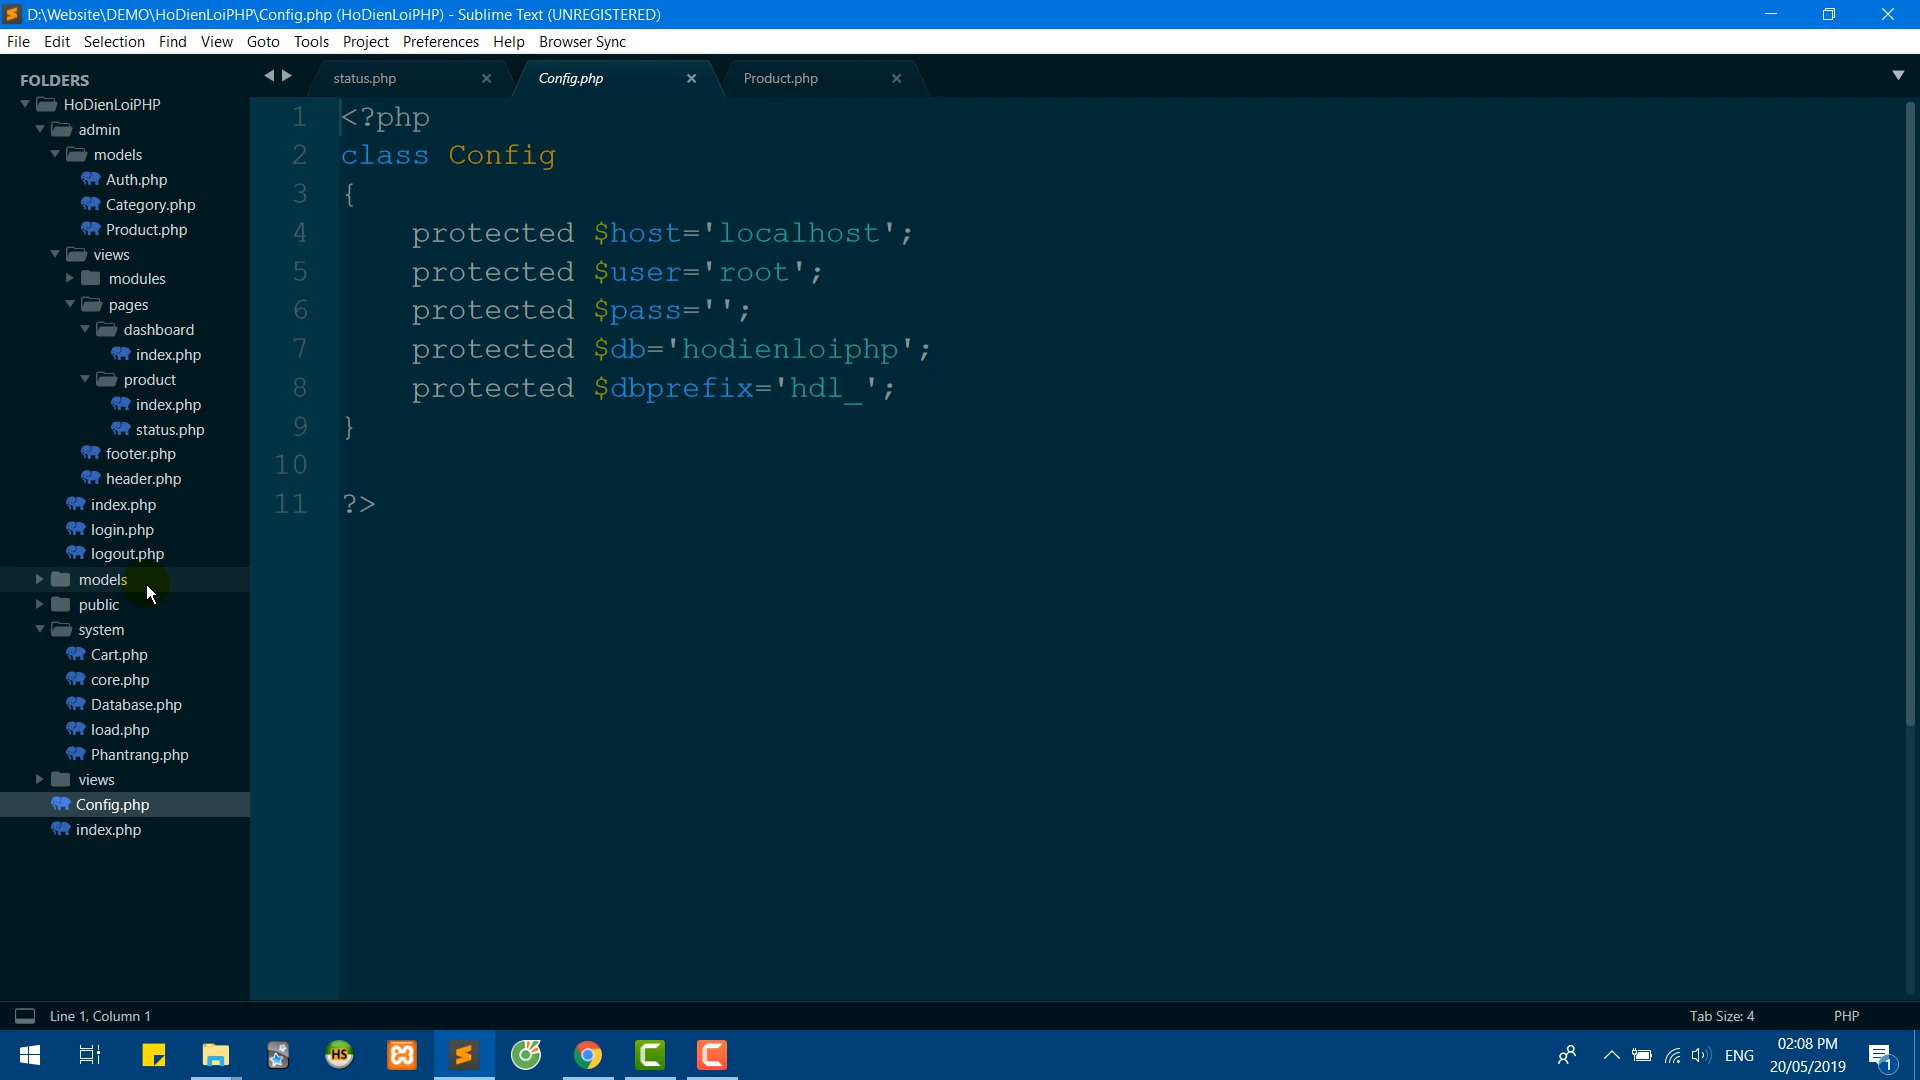 D:\Website\DEMO\HoDienLoiPHP\Config.php (HoDienLoiPHP) - Sublime Text (UNREGISTERED)
File Edit Selection Find View Goto Tools Project Preferences Help Browser Sync
FOLDERS
HoDienLoiPHP
admin
models
Auth.php
Category.php
Product.php
views
modules
pages
dashboard
index.php
product
index.php
status.php
footer.php
header.php
index.php
login.php
logout.php
models
public
system
Cart.php
core.php
Database.php
load.php
Phantrang.php
views
Config.php
index.php
status.php Config.php Product.php
1 <?php
2 class Config
3 {
4 protected $host='localhost';
5 protected $user='root';
6 protected $pass='';
7 protected $db='hodienloiphp';
8 protected $dbprefix='hdl_';
9 }
10
11 ?>
Line 1, Column 1 Tab Size: 4 PHP
HS
ENG
02:08 PM
20/05/2019
1